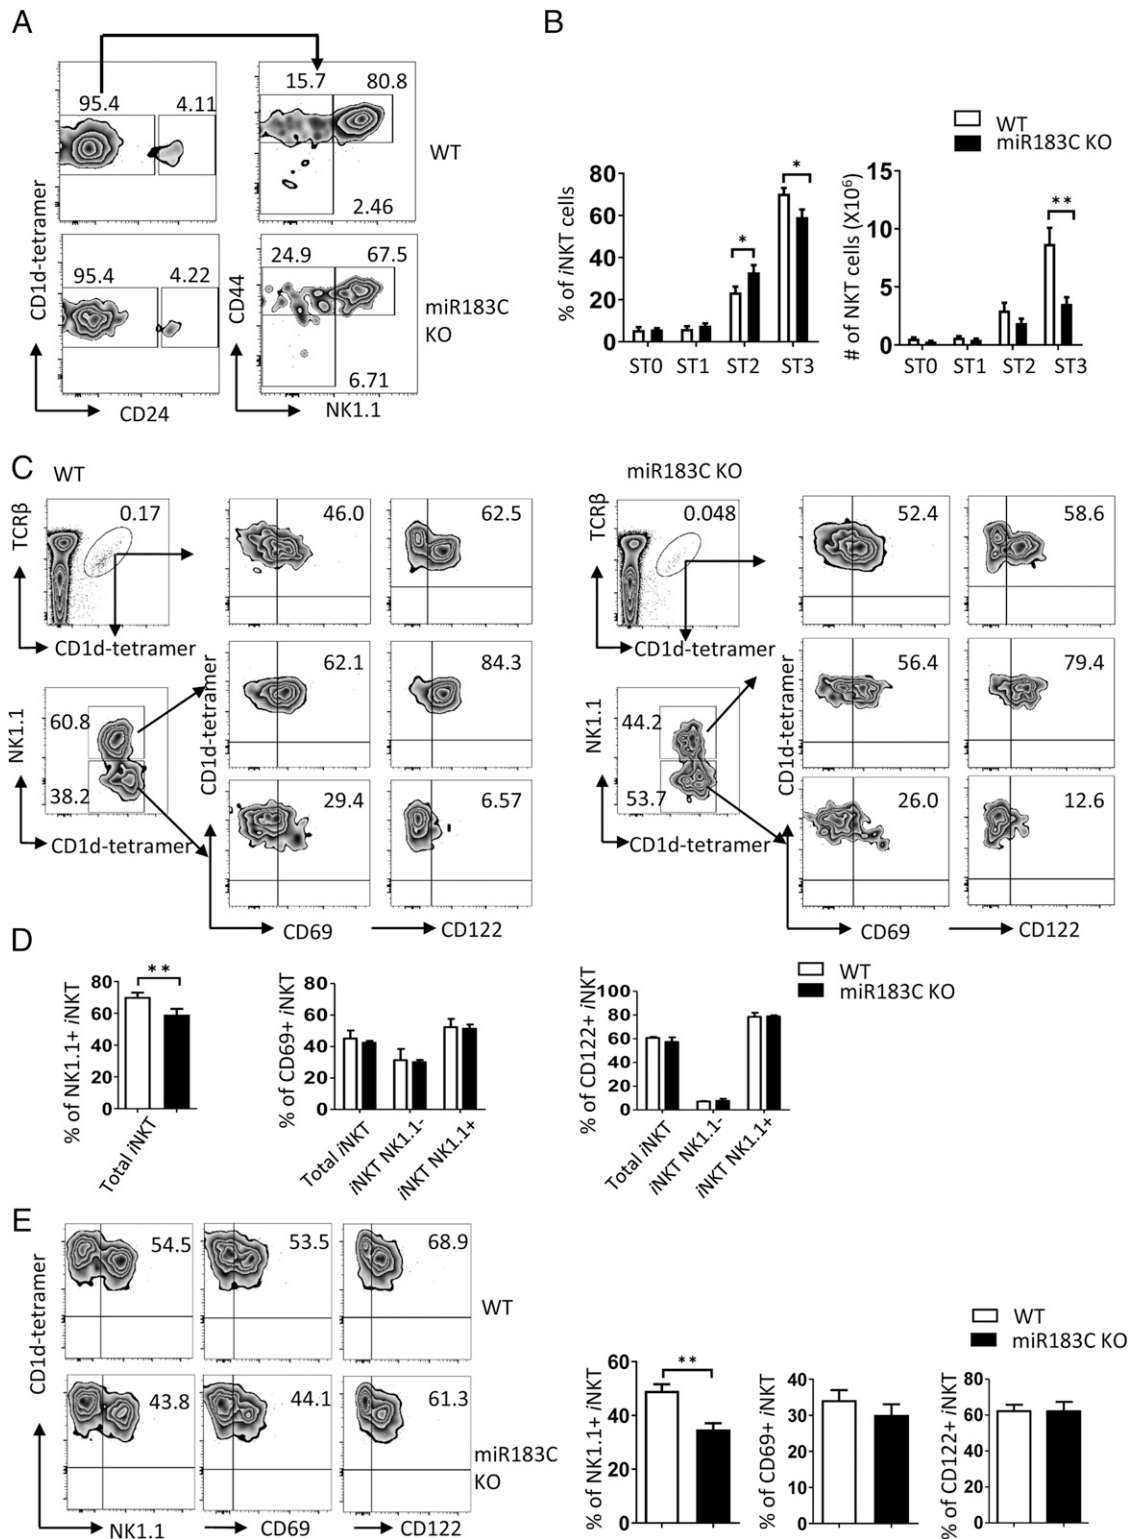 A
95.4
4.11
15.7
80.8
2.46
WT
95.4
4.22
24.9
67.5
6.71
miR183C
KO
CD1d-tetramer
CD24
CD44
NK1.1
B
WT
miR183C KO
% of iNKT cells
80
60
40
20
0
*
*
ST0
ST1
ST2
ST3
# of NKT cells (X10⁶)
15
10
5
0
**
ST0
ST1
ST2
ST3
C
WT
TCRβ
0.17
CD1d-tetramer
46.0
62.5
NK1.1
60.8
38.2
CD1d-tetramer
CD1d-tetramer
62.1
84.3
29.4
6.57
CD69
CD122
miR183C KO
TCRβ
0.048
CD1d-tetramer
52.4
58.6
NK1.1
44.2
53.7
CD1d-tetramer
CD1d-tetramer
56.4
79.4
26.0
12.6
CD69
CD122
D
WT
miR183C KO
% of NK1.1+ iNKT
80
60
40
20
0
**
Total iNKT
% of CD69+ iNKT
80
60
40
20
0
Total iNKT
iNKT NK1.1-
iNKT NK1.1+
% of CD122+ iNKT
100
80
60
40
20
0
Total iNKT
iNKT NK1.1-
iNKT NK1.1+
E
CD1d-tetramer
54.5
53.5
68.9
WT
43.8
44.1
61.3
miR183C
KO
NK1.1
CD69
CD122
WT
miR183C KO
% of NK1.1+ iNKT
60
40
20
0
**
% of CD69+ iNKT
40
30
20
10
0
% of CD122+ iNKT
80
60
40
20
0